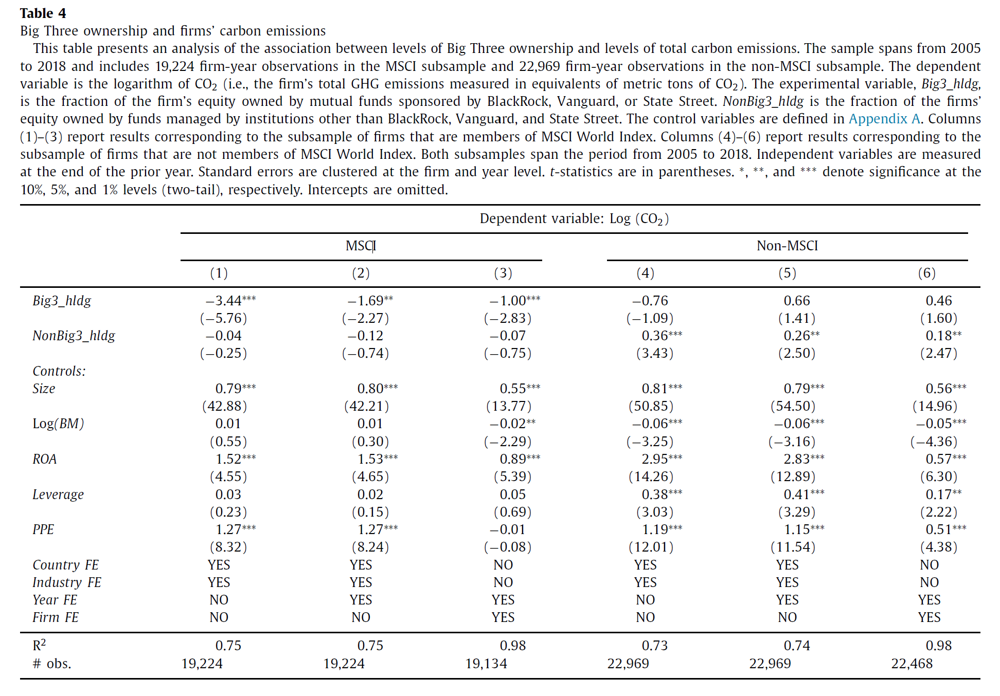 Table 4
Big Three ownership and firms’ carbon emissions
This table presents an analysis of the association between levels of Big Three ownership and levels of total carbon emissions. The sample spans from 2005
to 2018 and includes 19,224 firm-year observations in the MSCI subsample and 22,969 firm-year observations in the non-MSCI subsample. The dependent
variable is the logarithm of CO₂ (i.e., the firm’s total GHG emissions measured in equivalents of metric tons of CO₂). The experimental variable, Big3_hldg,
is the fraction of the firm’s equity owned by mutual funds sponsored by BlackRock, Vanguard, or State Street. NonBig3_hldg is the fraction of the firms’
equity owned by funds managed by institutions other than BlackRock, Vanguard, and State Street. The control variables are defined in Appendix A. Columns
(1)–(3) report results corresponding to the subsample of firms that are members of MSCI World Index. Columns (4)–(6) report results corresponding to the
subsample of firms that are not members of MSCI World Index. Both subsamples span the period from 2005 to 2018. Independent variables are measured
at the end of the prior year. Standard errors are clustered at the firm and year level. t-statistics are in parentheses. *, **, and *** denote significance at the
10%, 5%, and 1% levels (two-tail), respectively. Intercepts are omitted.
Dependent variable: Log (CO₂)
MSCI Non-MSCI
(1) (2) (3) (4) (5) (6)
Big3_hldg −3.44*** −1.69** −1.00*** −0.76 0.66 0.46
(−5.76) (−2.27) (−2.83) (−1.09) (1.41) (1.60)
NonBig3_hldg −0.04 −0.12 −0.07 0.36*** 0.26** 0.18**
(−0.25) (−0.74) (−0.75) (3.43) (2.50) (2.47)
Controls:
Size 0.79*** 0.80*** 0.55*** 0.81*** 0.79*** 0.56***
(42.88) (42.21) (13.77) (50.85) (54.50) (14.96)
Log(BM) 0.01 0.01 −0.02** −0.06*** −0.06*** −0.05***
(0.55) (0.30) (−2.29) (−3.25) (−3.16) (−4.36)
ROA 1.52*** 1.53*** 0.89*** 2.95*** 2.83*** 0.57***
(4.55) (4.65) (5.39) (14.26) (12.89) (6.30)
Leverage 0.03 0.02 0.05 0.38*** 0.41*** 0.17**
(0.23) (0.15) (0.69) (3.03) (3.29) (2.22)
PPE 1.27*** 1.27*** −0.01 1.19*** 1.15*** 0.51***
(8.32) (8.24) (−0.08) (12.01) (11.54) (4.38)
Country FE YES YES NO YES YES NO
Industry FE YES YES NO YES YES NO
Year FE NO YES YES NO YES YES
Firm FE NO NO YES NO NO YES
R² 0.75 0.75 0.98 0.73 0.74 0.98
# obs. 19,224 19,224 19,134 22,969 22,969 22,468